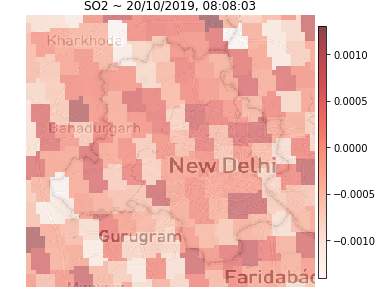 SO2 ~ 20/10/2019, 08:08:03
Kharkhoda
0.0010
0.0005
Bahadurgarh
0.0000
New Delhi
−0.0005
Gurugram
−0.0010
Faridabad